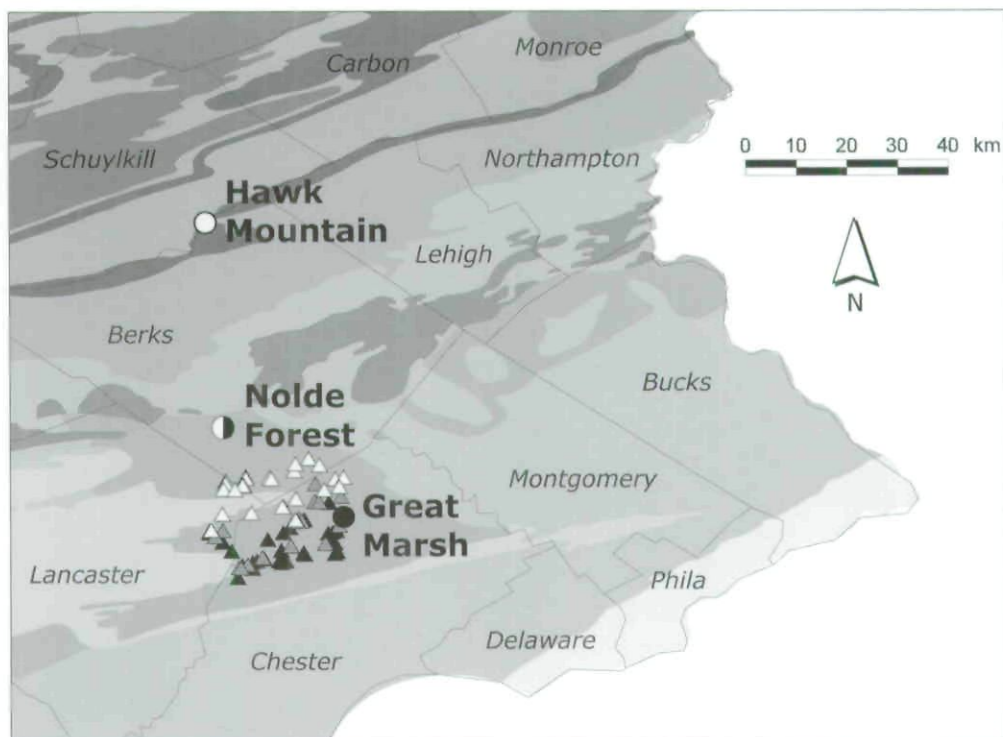 Monroe
Carbon
Schuylkill
Northampton
0 10 20 30 40 km
Hawk
Mountain
Lehigh
N
Berks
Nolde
Forest
Bucks
Montgomery
Great
Marsh
Lancaster
Phila
Delaware
Chester